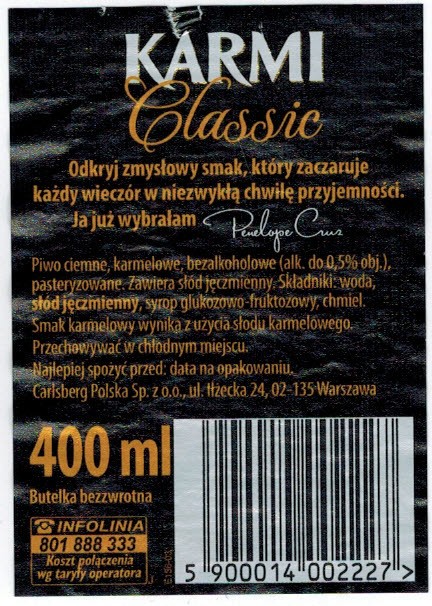 KARMI
Classic
Odkryj zmysłowy smak, który zaczaruje
każdy wieczór w niezwykłą chwilę przyjemności.
Ja już wybrałam Penelope Cruz
Piwo ciemne, karmelowe, bezalkoholowe (alk. do 0,5% obj.),
pasteryzowane. Zawiera słód jęczmienny. Składniki: woda,
słód jęczmienny, syrop glukozowo-fruktozowy, chmiel.
Smak karmelowy wynika z użycia słodu karmelowego.
Przechowywać w chłodnym miejscu.
Najlepiej spożyć przed: data na opakowaniu.
Carlsberg Polska Sp. z o.o., ul. Iłżecka 24, 02-135 Warszawa
400 ml
Butelka bezzwrotna
INFOLINIA
801 888 333
Koszt połączenia
wg taryfy operatora
5 900014 002227 >